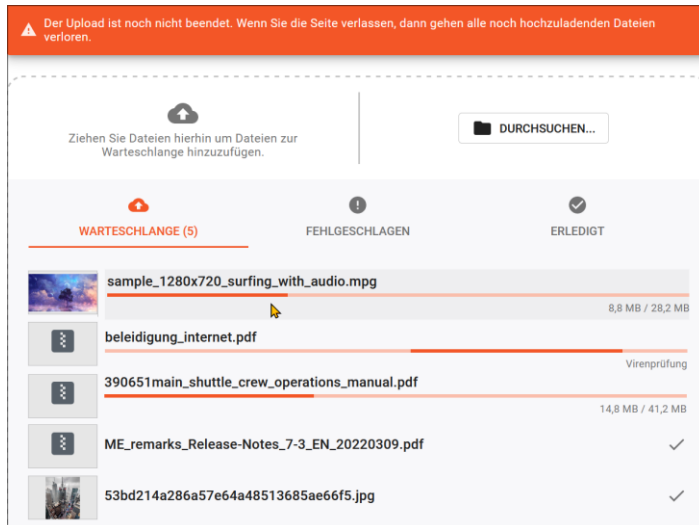 Der Upload ist noch nicht beendet. Wenn Sie die Seite verlassen, dann gehen alle noch hochzuladenden Dateien
verloren.
Ziehen Sie Dateien hierhin um Dateien zur
Warteschlange hinzuzufügen.
DURCHSUCHEN...
WARTESCHLANGE (5)
FEHLGESCHLAGEN
ERLEDIGT
sample_1280x720_surfing_with_audio.mpg
8,8 MB / 28,2 MB
beleidigung_internet.pdf
Virenprüfung
390651main_shuttle_crew_operations_manual.pdf
14,8 MB / 41,2 MB
ME_remarks_Release-Notes_7-3_EN_20220309.pdf
53bd214a286a57e64a48513685ae66f5.jpg